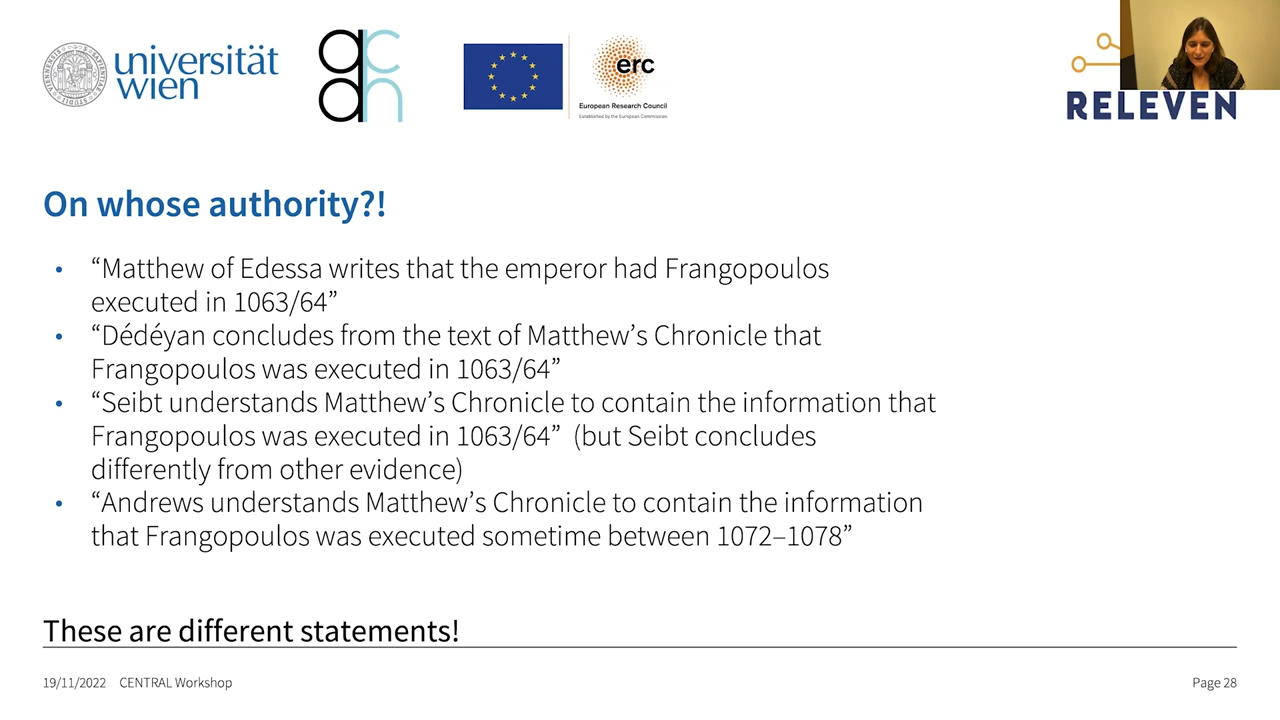 universität
wien
acdh
erc
European Research Council
Established by the European Commission
RELEVEN
On whose authority?!
• “Matthew of Edessa writes that the emperor had Frangopoulos
executed in 1063/64”
• “Dédéyan concludes from the text of Matthew’s Chronicle that
Frangopoulos was executed in 1063/64”
• “Seibt understands Matthew’s Chronicle to contain the information that
Frangopoulos was executed in 1063/64” (but Seibt concludes
differently from other evidence)
• “Andrews understands Matthew’s Chronicle to contain the information
that Frangopoulos was executed sometime between 1072–1078”
These are different statements!
19/11/2022 CENTRAL Workshop
Page 28